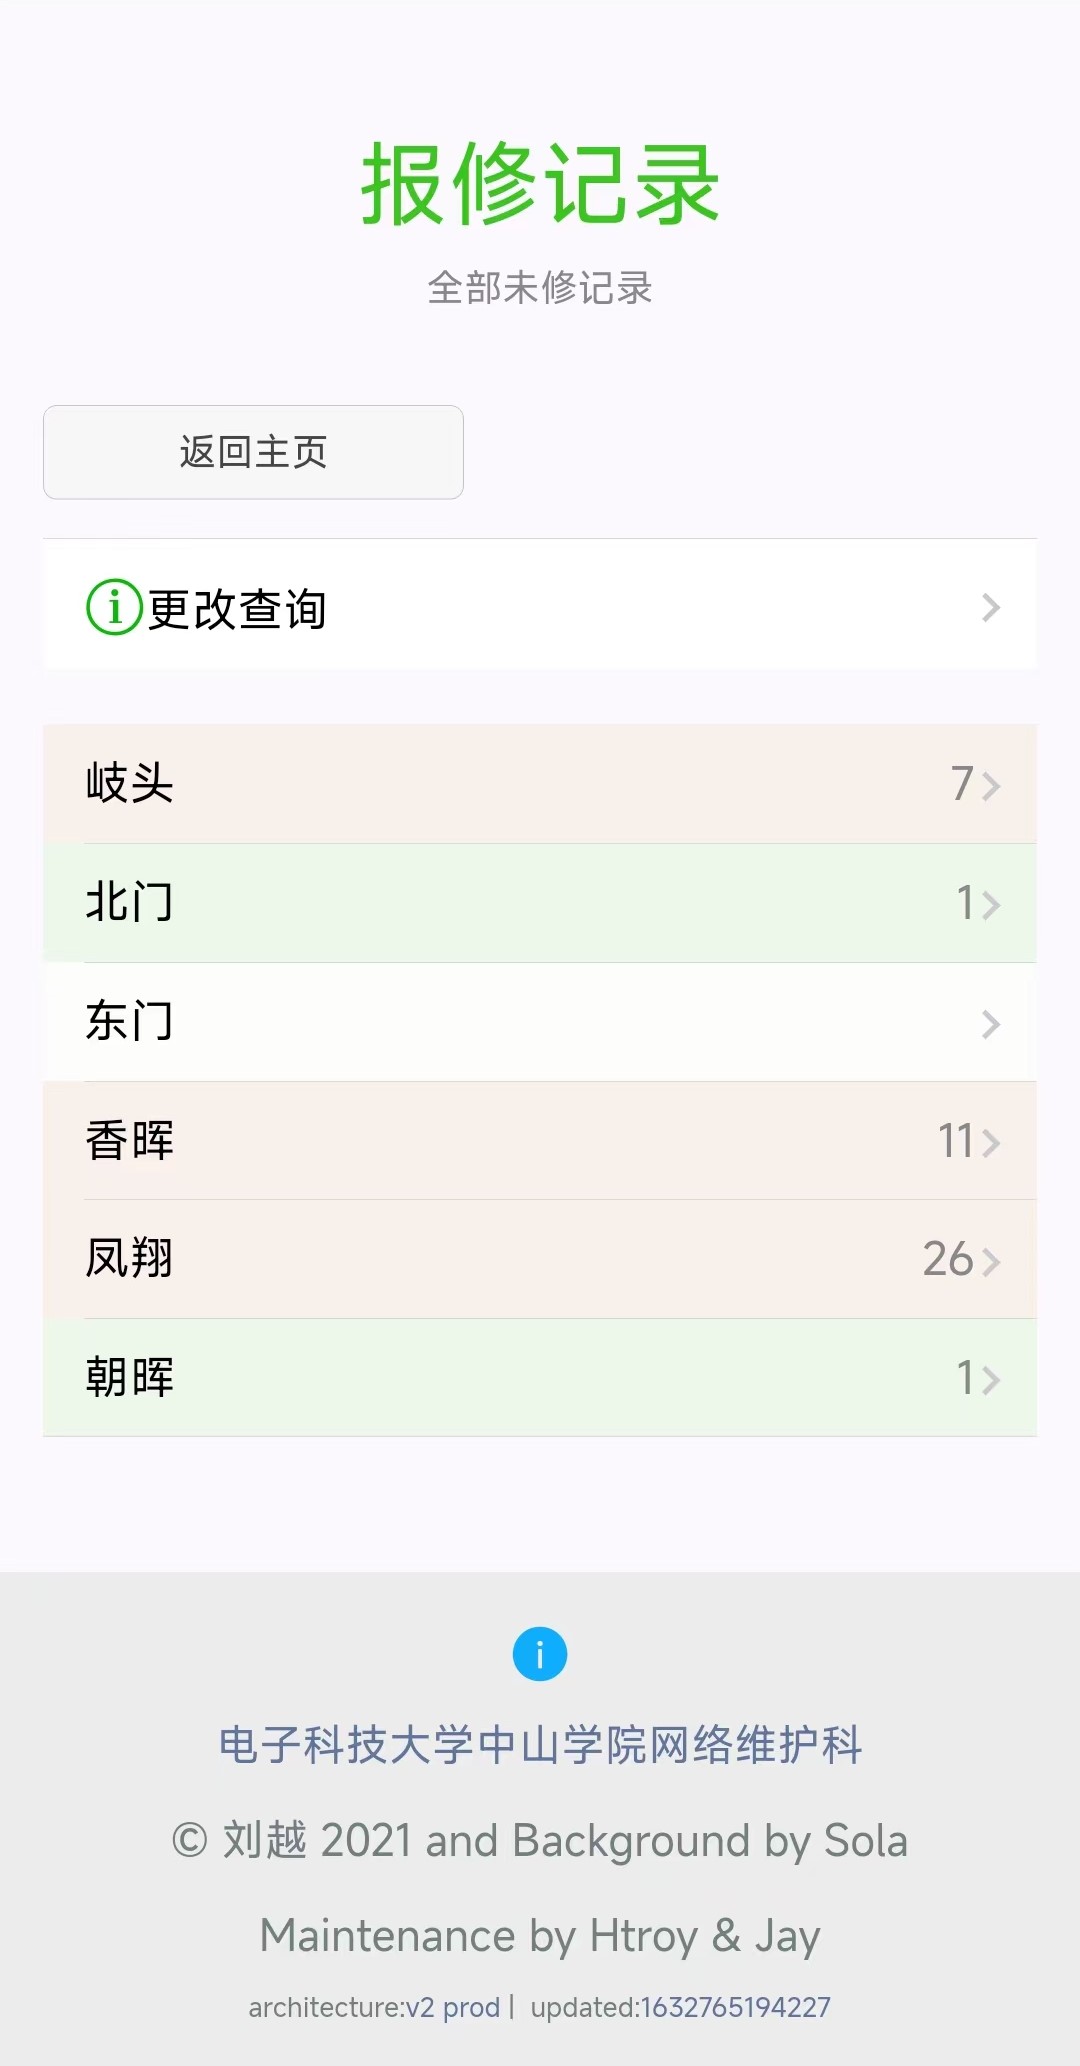 报修记录
全部未修记录
返回主页
更改查询
岐头 7
北门 1
东门
香晖 11
凤翔 26
朝晖 1
电子科技大学中山学院网络维护科
© 刘越 2021 and Background by Sola
Maintenance by Htroy & Jay
architecture:v2 prod | updated:1632765194227